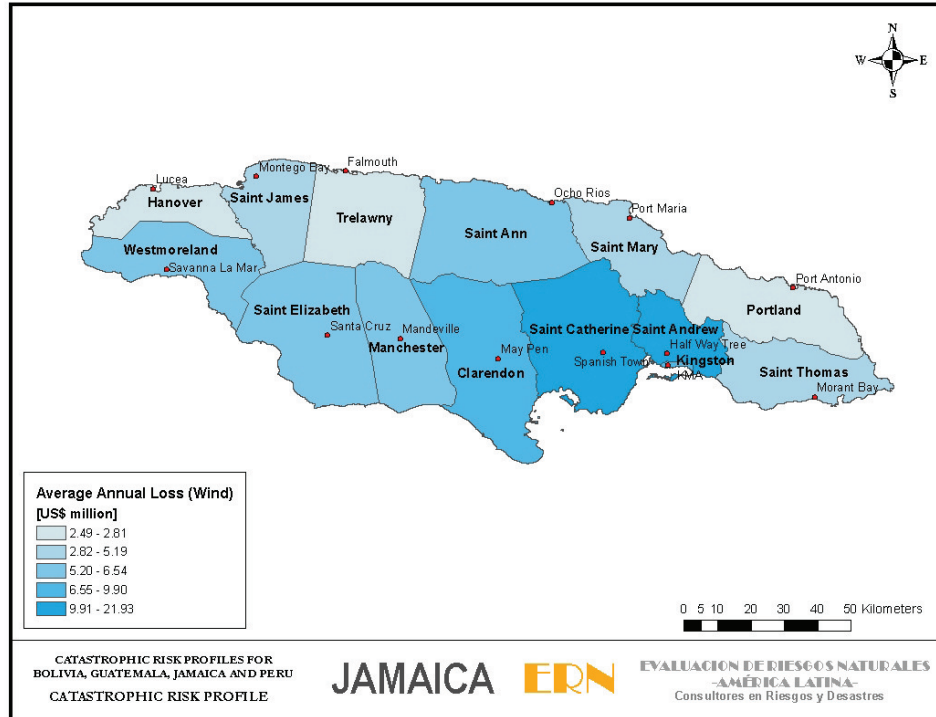 N
W E
S
Montego Bay
Falmouth
Lucea
Hanover
Saint James
Trelawny
Ocho Rios
Port Maria
Saint Ann
Saint Mary
Westmoreland
Savanna La Mar
Port Antonio
Portland
Saint Elizabeth
Santa Cruz
Mandeville
Manchester
May Pen
Clarendon
Saint Catherine
Spanish Town
Saint Andrew
Half Way Tree
Kingston
KMA
Saint Thomas
Morant Bay
Average Annual Loss (Wind)
[US$ million]
2.49 - 2.81
2.82 - 5.19
5.20 - 6.54
6.55 - 9.90
9.91 - 21.93
0 5 10 20 30 40 50 Kilometers
CATASTROPHIC RISK PROFILES FOR
BOLIVIA, GUATEMALA, JAMAICA AND PERU
CATASTROPHIC RISK PROFILE
JAMAICA
ERN
EVALUACION DE RIESGOS NATURALES
-AMÉRICA LATINA-
Consultores en Riesgos y Desastres